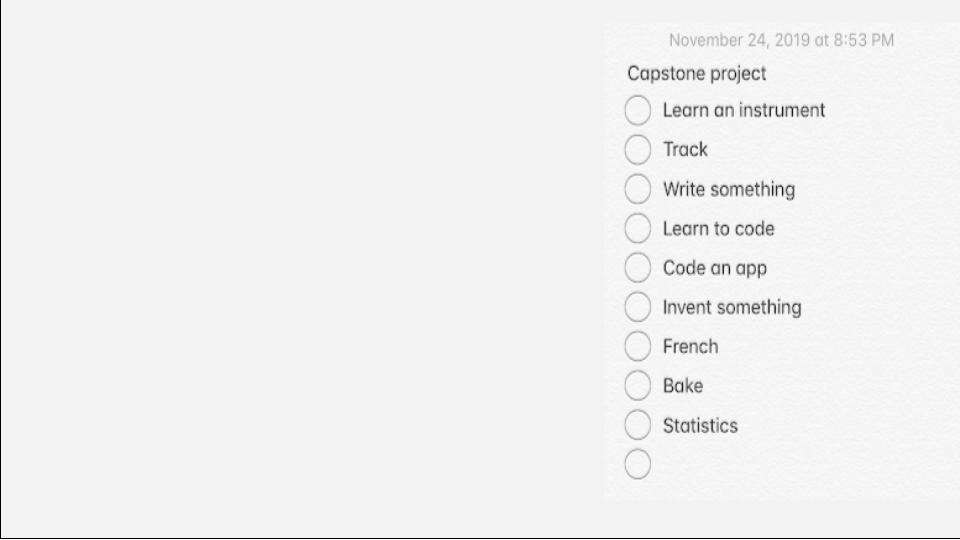 November 24, 2019 at 8:53 PM
Capstone project
Learn an instrument
Track
Write something
Learn to code
Code an app
Invent something
French
Bake
Statistics